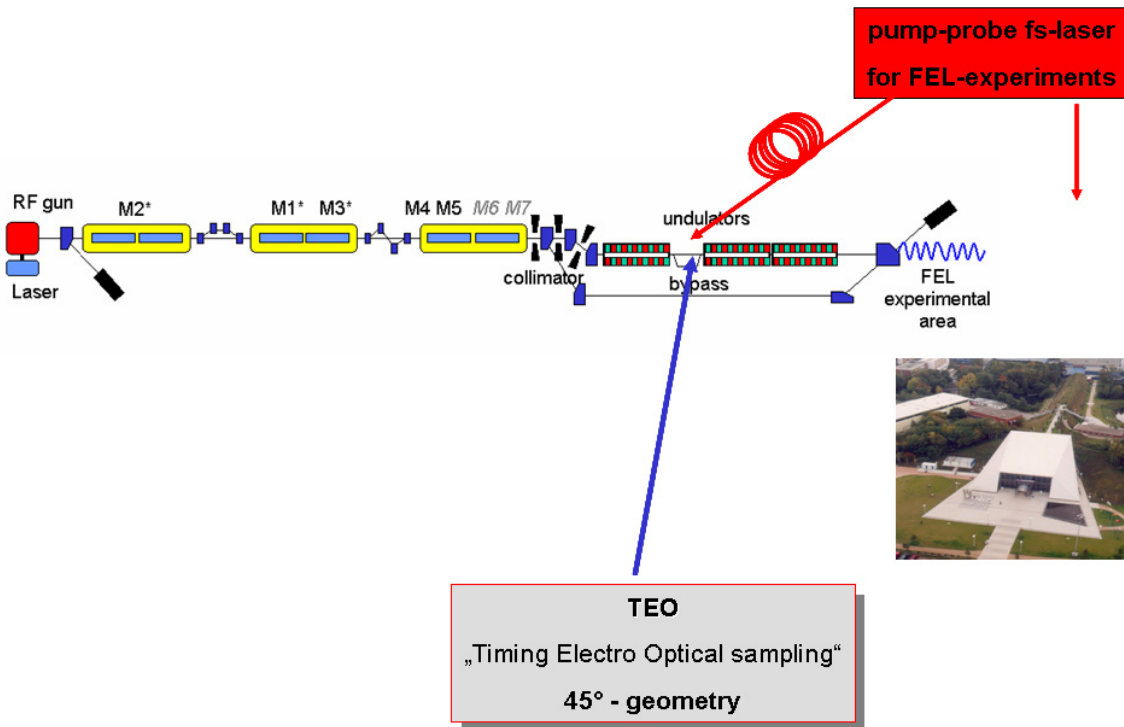 pump-probe fs-laser
for FEL-experiments
RF gun
M2*
M1* M3*
M4 M5 M6 M7
undulators
Laser
collimator
bypass
FEL
experimental
area
TEO
„Timing Electro Optical sampling“
45° - geometry